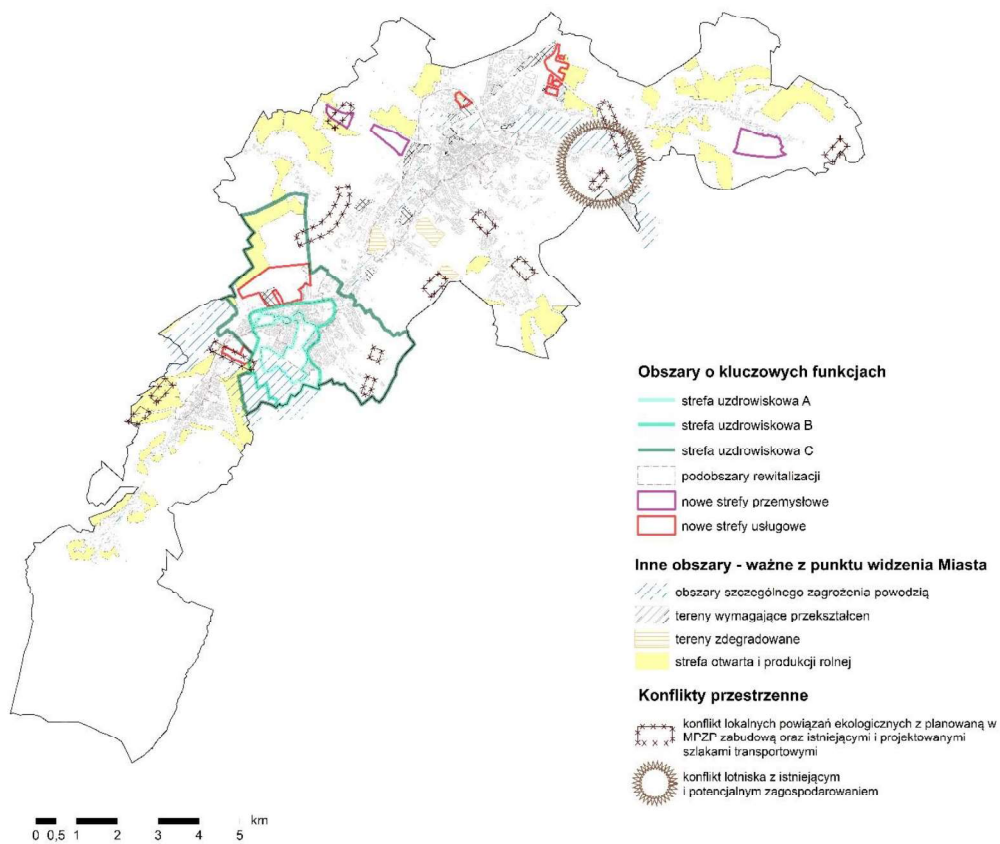 Obszary o kluczowych funkcjach
strefa uzdrowiskowa A
strefa uzdrowiskowa B
strefa uzdrowiskowa C
podobszary rewitalizacji
nowe strefy przemysłowe
nowe strefy usługowe
Inne obszary - ważne z punktu widzenia Miasta
obszary szczególnego zagrożenia powodzią
tereny wymagające przekształceń
tereny zdegradowane
strefa otwarta i produkcji rolnej
Konflikty przestrzenne
konflikt lokalnych powiązań ekologicznych z planowaną w
MPZP zabudową oraz istniejącymi i projektowanymi
szlakami transportowymi
konflikt lotniska z istniejącym
i potencjalnym zagospodarowaniem
km
0 0,5 1 2 3 4 5